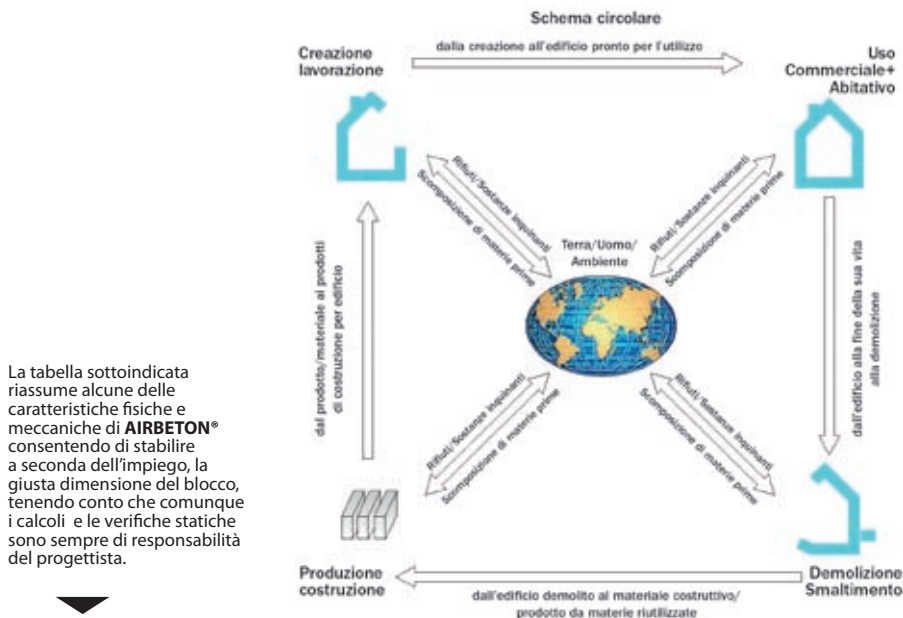 Schema circolare
dalla creazione all'edificio pronto per l'utilizzo
Creazione
lavorazione
Uso
Commerciale+
Abitativo
Rifiuti/Sostanze inquinanti
Scomposizione di materie prime
Rifiuti/Sostanze inquinanti
Scomposizione di materie prime
Terra/Uomo/
Ambiente
dal prodotto/materiale ai prodotti
di costruzione per edificio
dall'edificio alla fine della sua vita
alla demolizione
La tabella sottoindicata
riassume alcune delle
caratteristiche fisiche e
meccaniche di AIRBETON®
consentendo di stabilire
a seconda dell'impiego, la
giusta dimensione del blocco,
tenendo conto che comunque
i calcoli e le verifiche statiche
sono sempre di responsabilità
del progettista.
Rifiuti/Sostanze inquinanti
Scomposizione di materie prime
Rifiuti/Sostanze inquinanti
Scomposizione di materie prime
Produzione
costruzione
Demolizione
Smaltimento
dall'edificio demolito al materiale costruttivo/
prodotto da materie riutilizzate